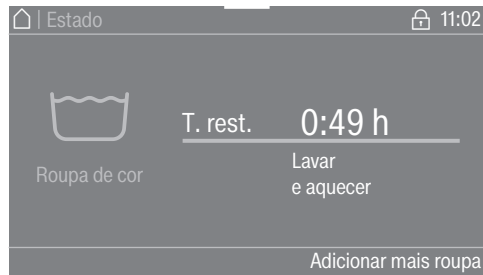 | Estado 11:02
T. rest. 0:49 h
Roupa de cor
Lavar
e aquecer
Adicionar mais roupa